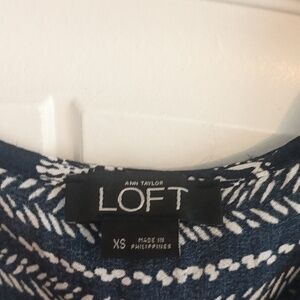 ANN TAYLOR
LOFT
XS
MADE IN
PHILIPPINES